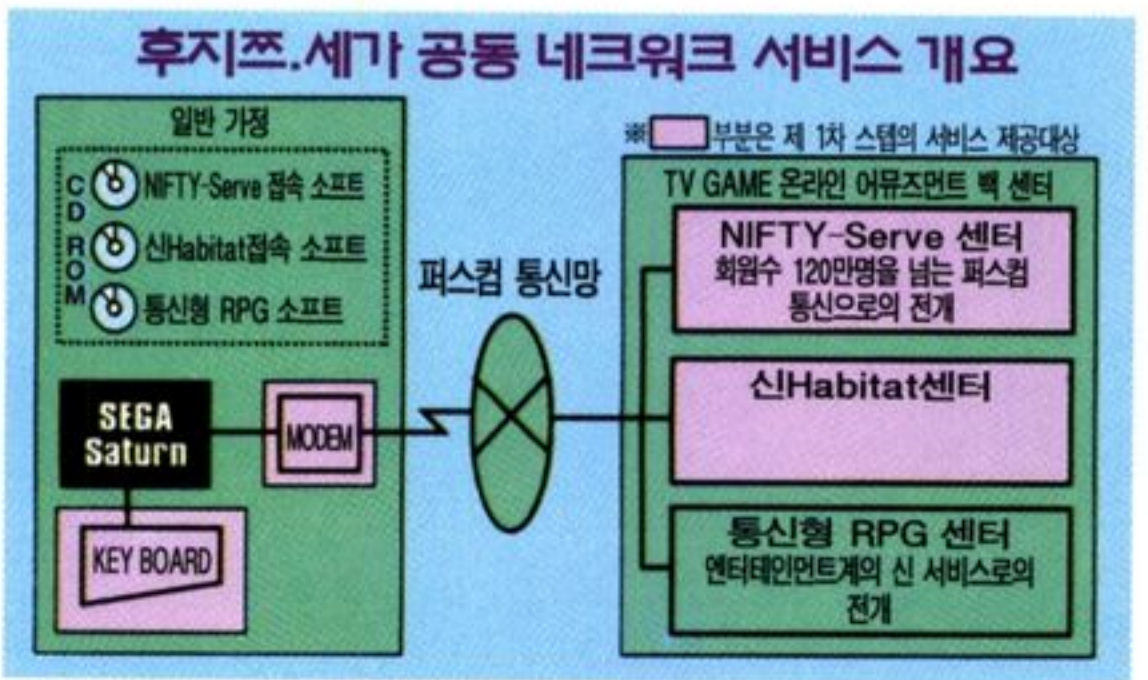 후지쯔.세가 공동 네크워크 서비스 개요
일반 가정
CD ROM
NIFTY-Serve 접속 소프트
신Habitat접속 소프트
통신형 RPG 소프트
SEGA
Saturn
MODEM
KEY BOARD
퍼스컴 통신망
※ 부분은 제 1차 스텝의 서비스 제공대상
TV GAME 온라인 어뮤즈먼트 백 센터
NIFTY-Serve 센터
회원수 120만명을 넘는 퍼스컴
통신으로의 전개
신Habitat센터
통신형 RPG 센터
엔터테인먼트계의 신 서비스로의
전개